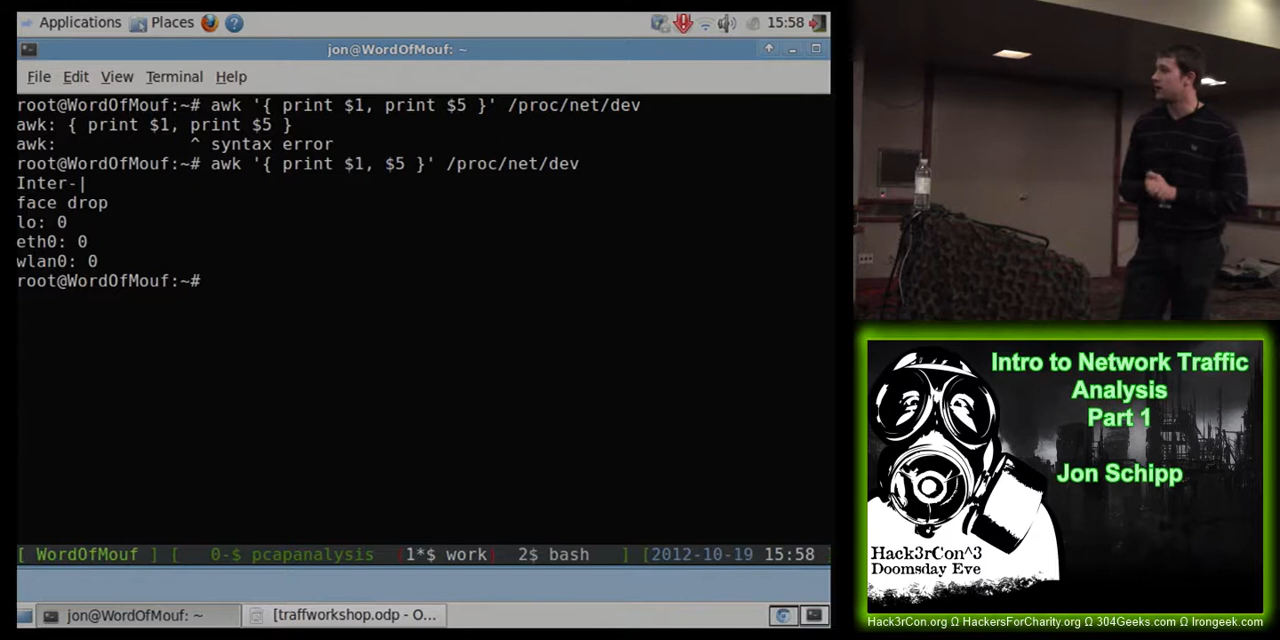 Applications Places 15:58
jon@WordOfMouf: ~
File Edit View Terminal Help
root@WordOfMouf:~# awk '{ print $1, print $5 }' /proc/net/dev
awk: { print $1, print $5 }
awk: ^ syntax error
root@WordOfMouf:~# awk '{ print $1, $5 }' /proc/net/dev
Inter-|
face drop
lo: 0
eth0: 0
wlan0: 0
root@WordOfMouf:~#
[ WordOfMouf ] [ 0-$ pcapanalysis (1*$ work) 2$ bash ] [2012-10-19 15:58
jon@WordOfMouf: ~ [traffworkshop.odp - O...
Intro to Network Traffic
Analysis
Part 1
Jon Schipp
Hack3rCon^3
Doomsday Eve
Hack3rCon.org Ω HackersForCharity.org Ω 304Geeks.com Ω Irongeek.com